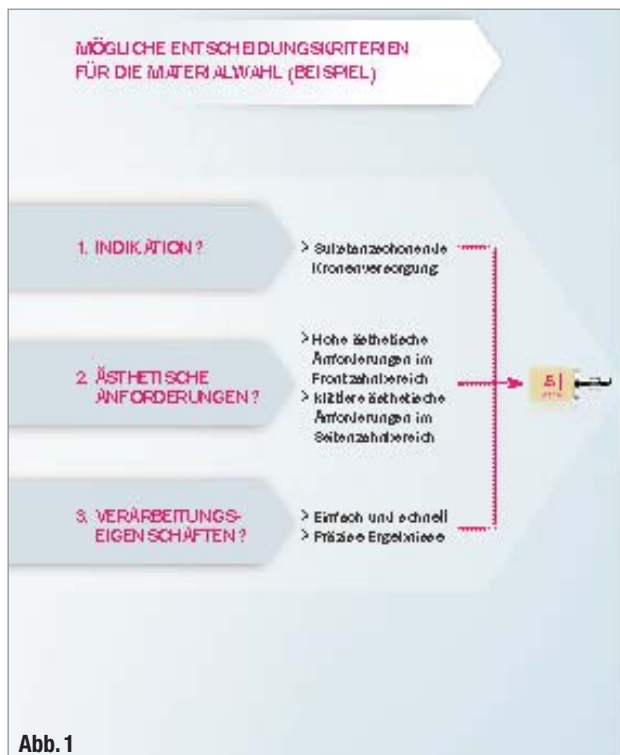 MÖGLICHE ENTSCHEIDUNGSKRITERIEN
FÜR DIE MATERIALWAHL (BEISPIEL)
1. INDIKATION?
> Substanzschonende
Kronenversorgung
2. ÄSTHETISCHE
ANFORDERUNGEN?
> Hohe ästhetische
Anforderungen im
Frontzahnbereich
> Mittlere ästhetische
Anforderungen im
Seitenzahnbereich
3. VERARBEITUNGS-
EIGENSCHAFTEN?
> Einfach und schnell
> Präzise Ergebnisse
Abb. 1